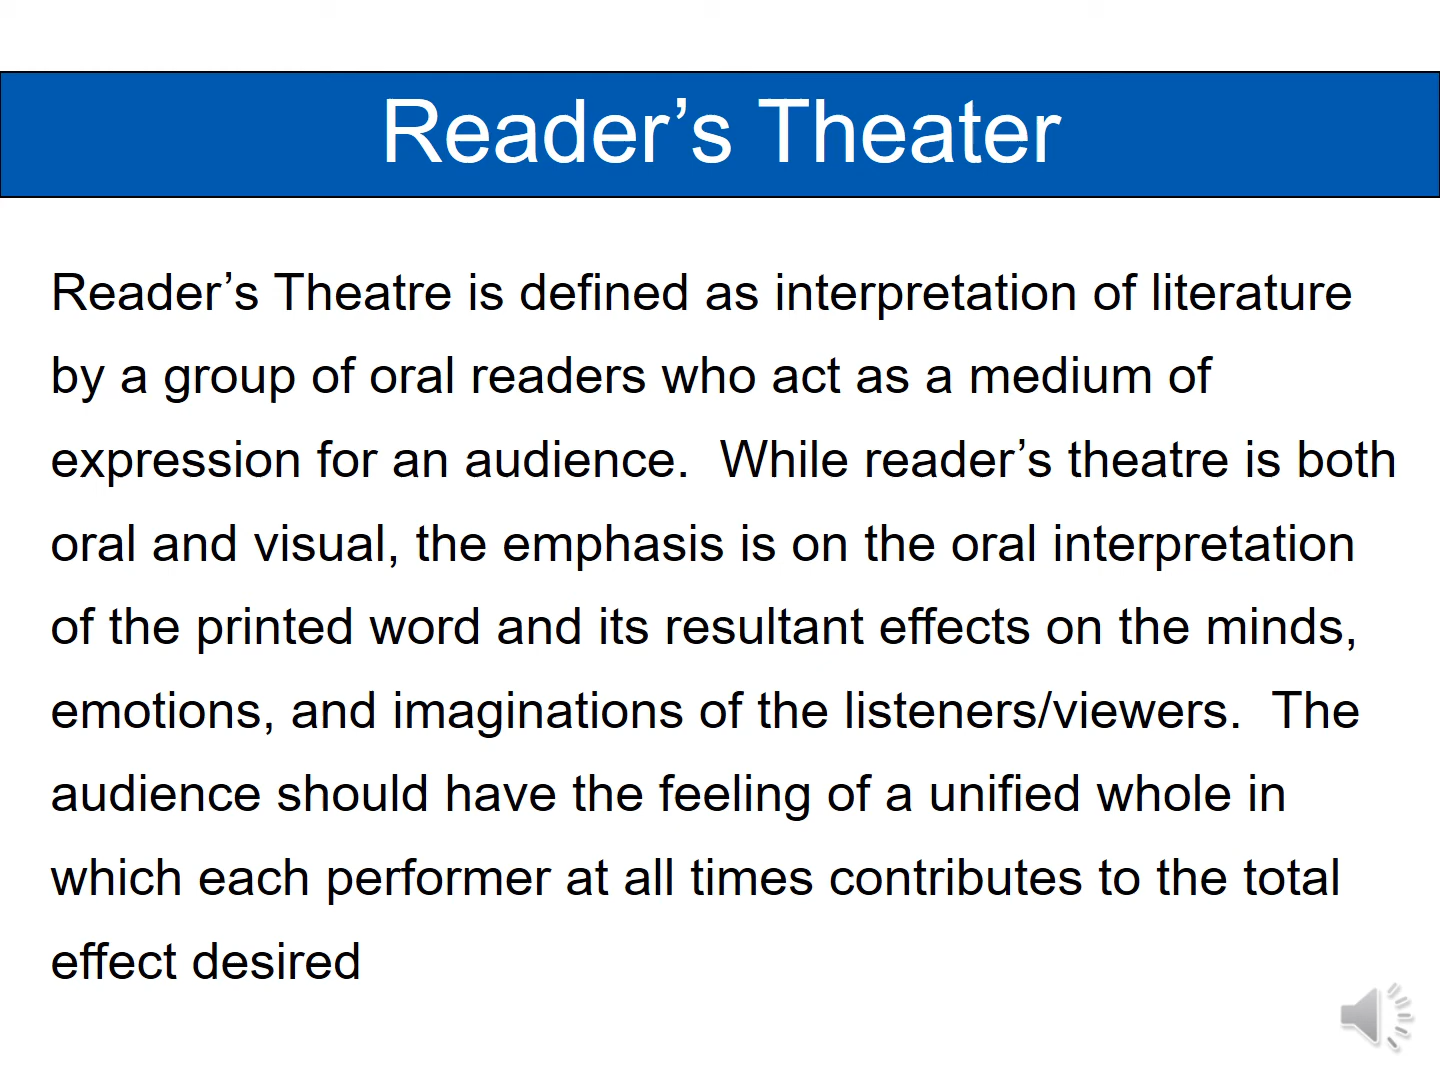 Reader’s Theater
Reader’s Theatre is defined as interpretation of literature
by a group of oral readers who act as a medium of
expression for an audience.  While reader’s theatre is both
oral and visual, the emphasis is on the oral interpretation
of the printed word and its resultant effects on the minds,
emotions, and imaginations of the listeners/viewers.  The
audience should have the feeling of a unified whole in
which each performer at all times contributes to the total
effect desired